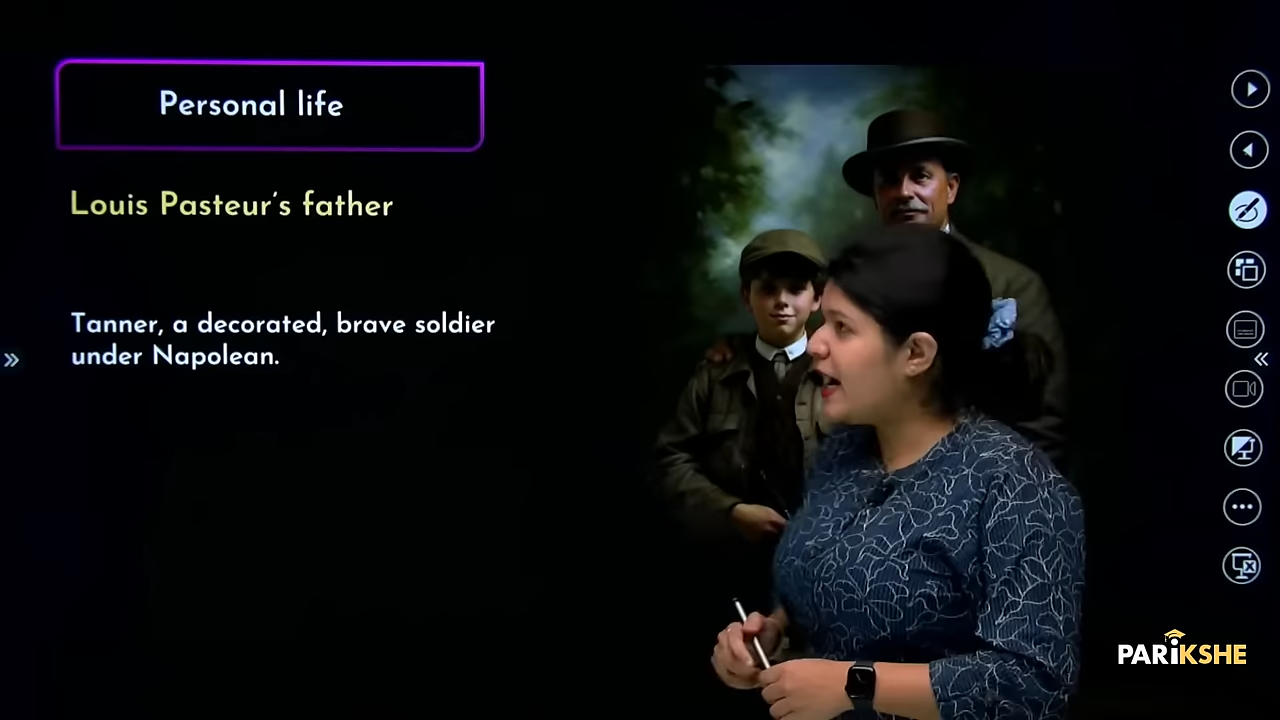 Personal life
Louis Pasteur's father
Tanner, a decorated, brave soldier
under Napolean.
PARIKSHE